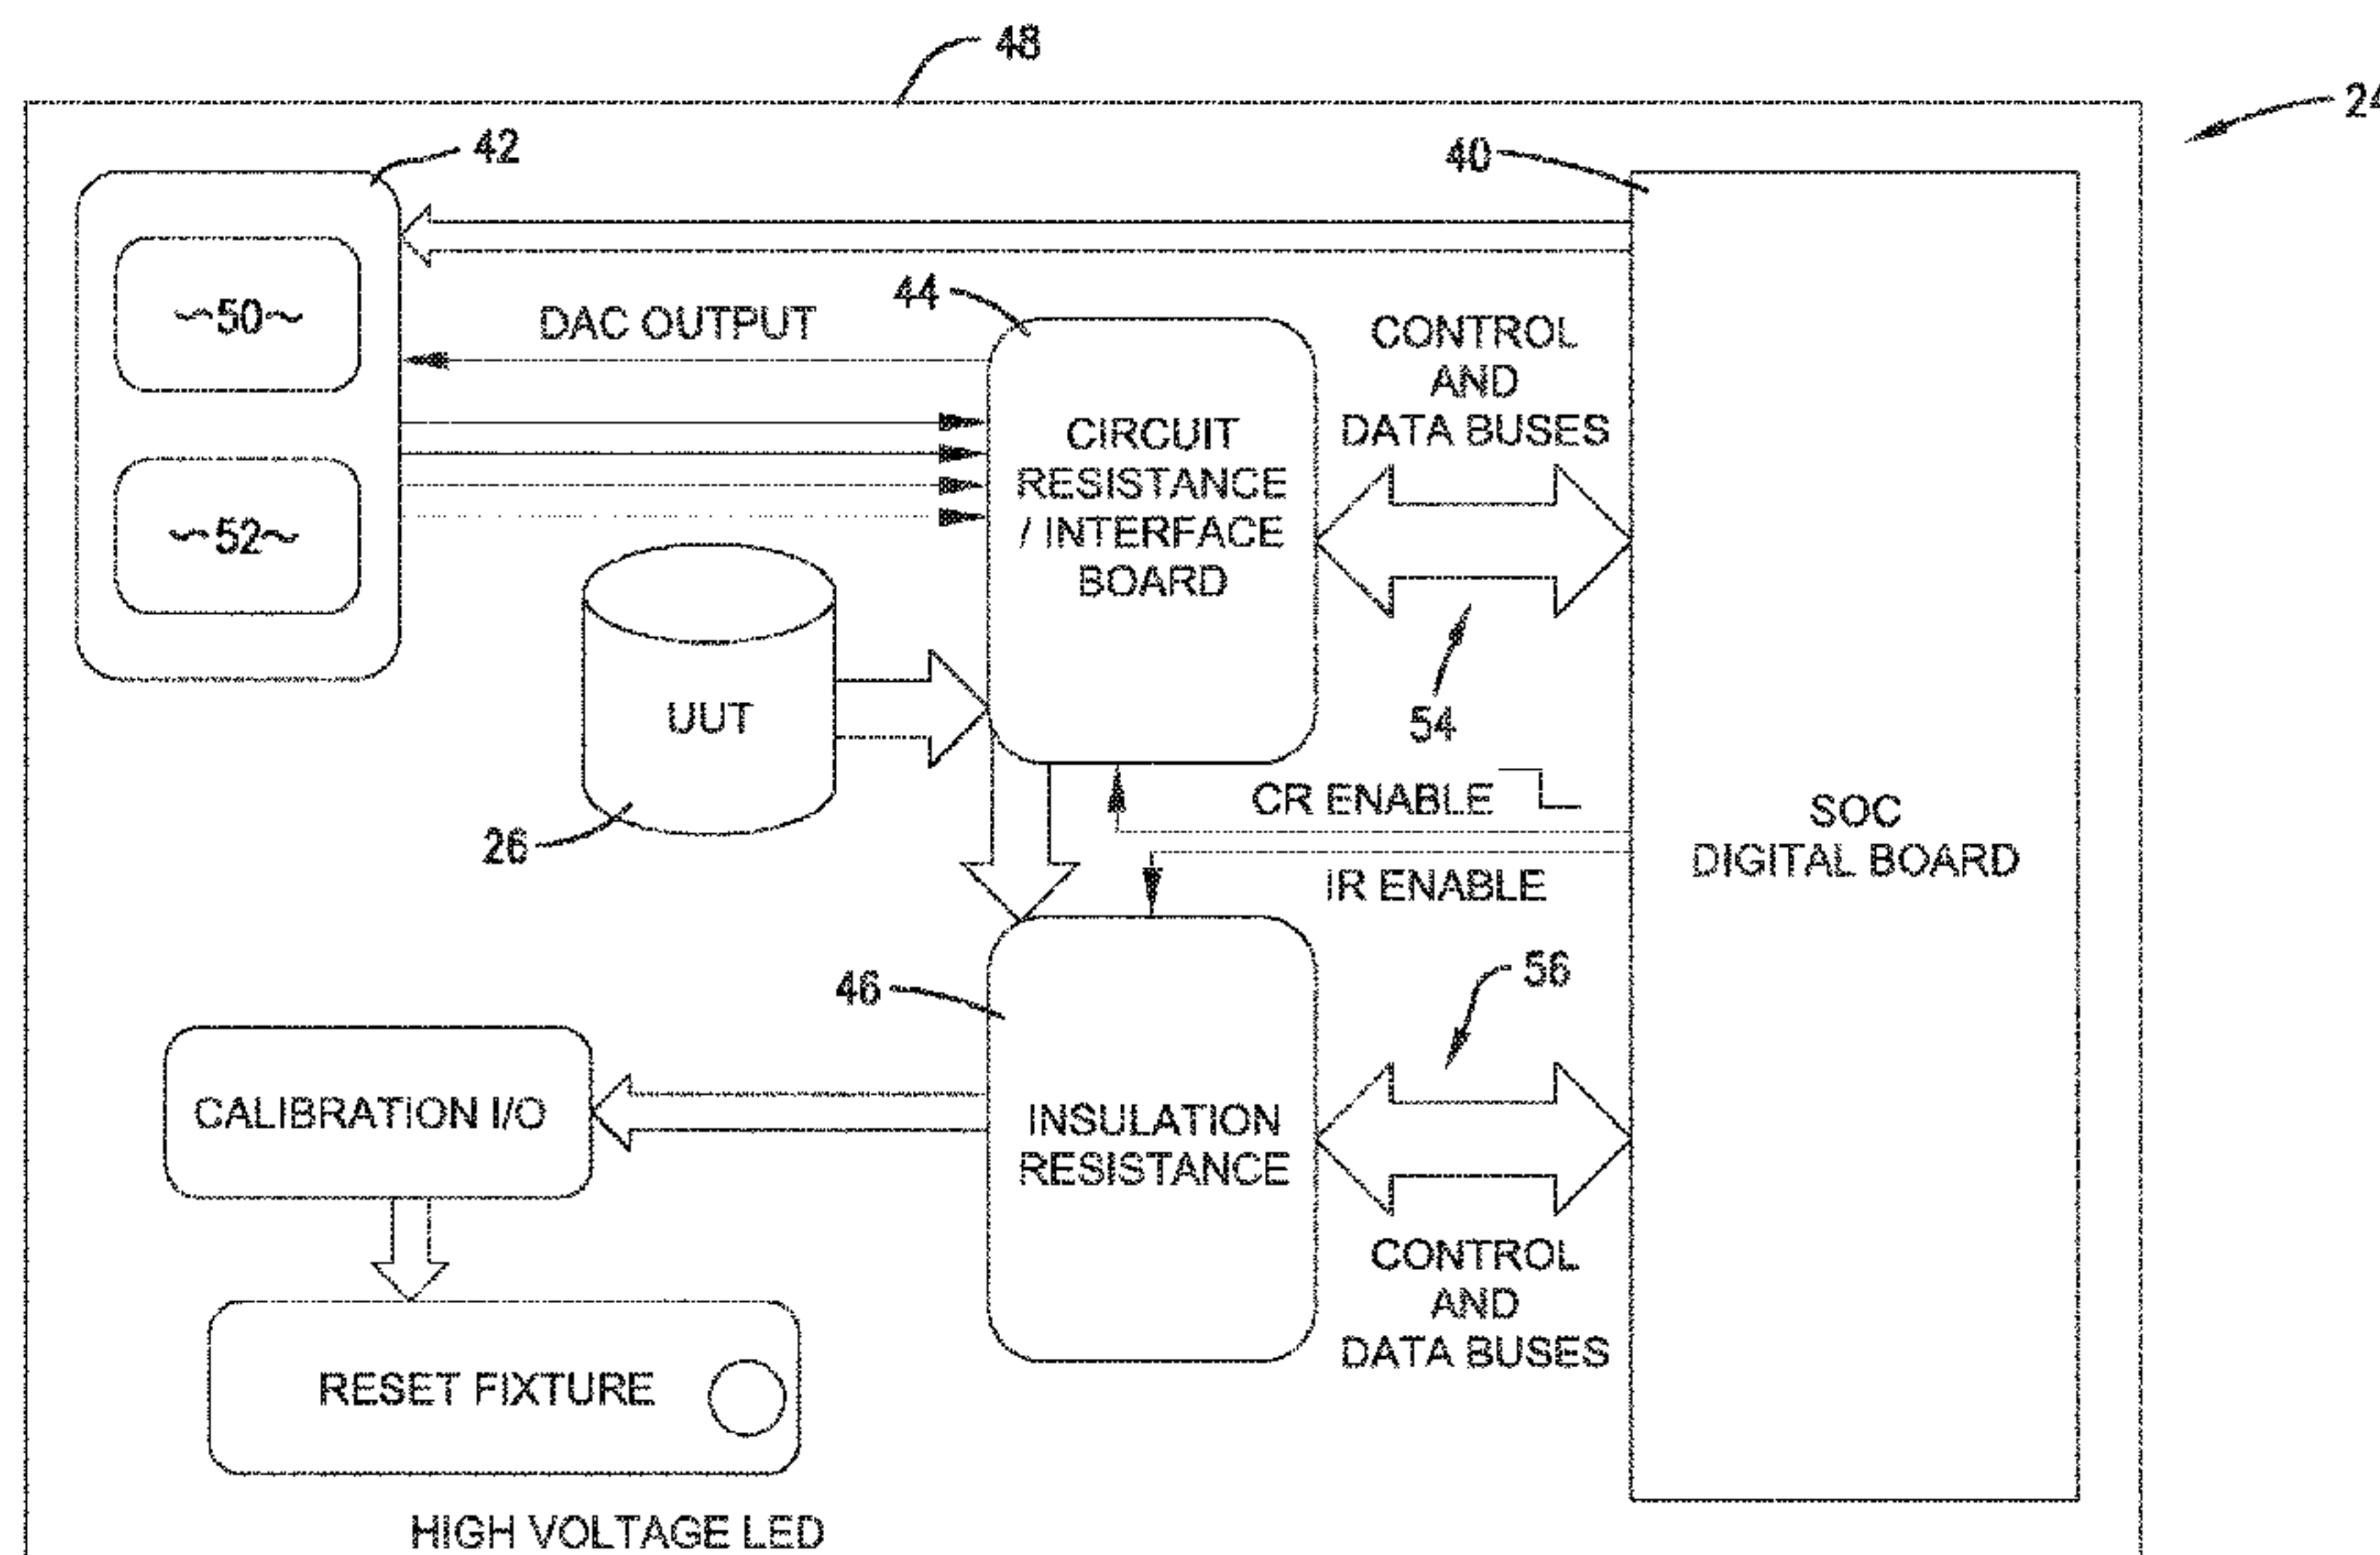 48
24
42
40
50
44
DAC OUTPUT
CONTROL
AND
DATA BUSES
CIRCUIT
RESISTANCE
/ INTERFACE
BOARD
52
UUT
54
26
CR ENABLE
IR ENABLE
SOC
DIGITAL BOARD
46
56
CALIBRATION I/O
INSULATION
RESISTANCE
CONTROL
AND
DATA BUSES
RESET FIXTURE
HIGH VOLTAGE LED